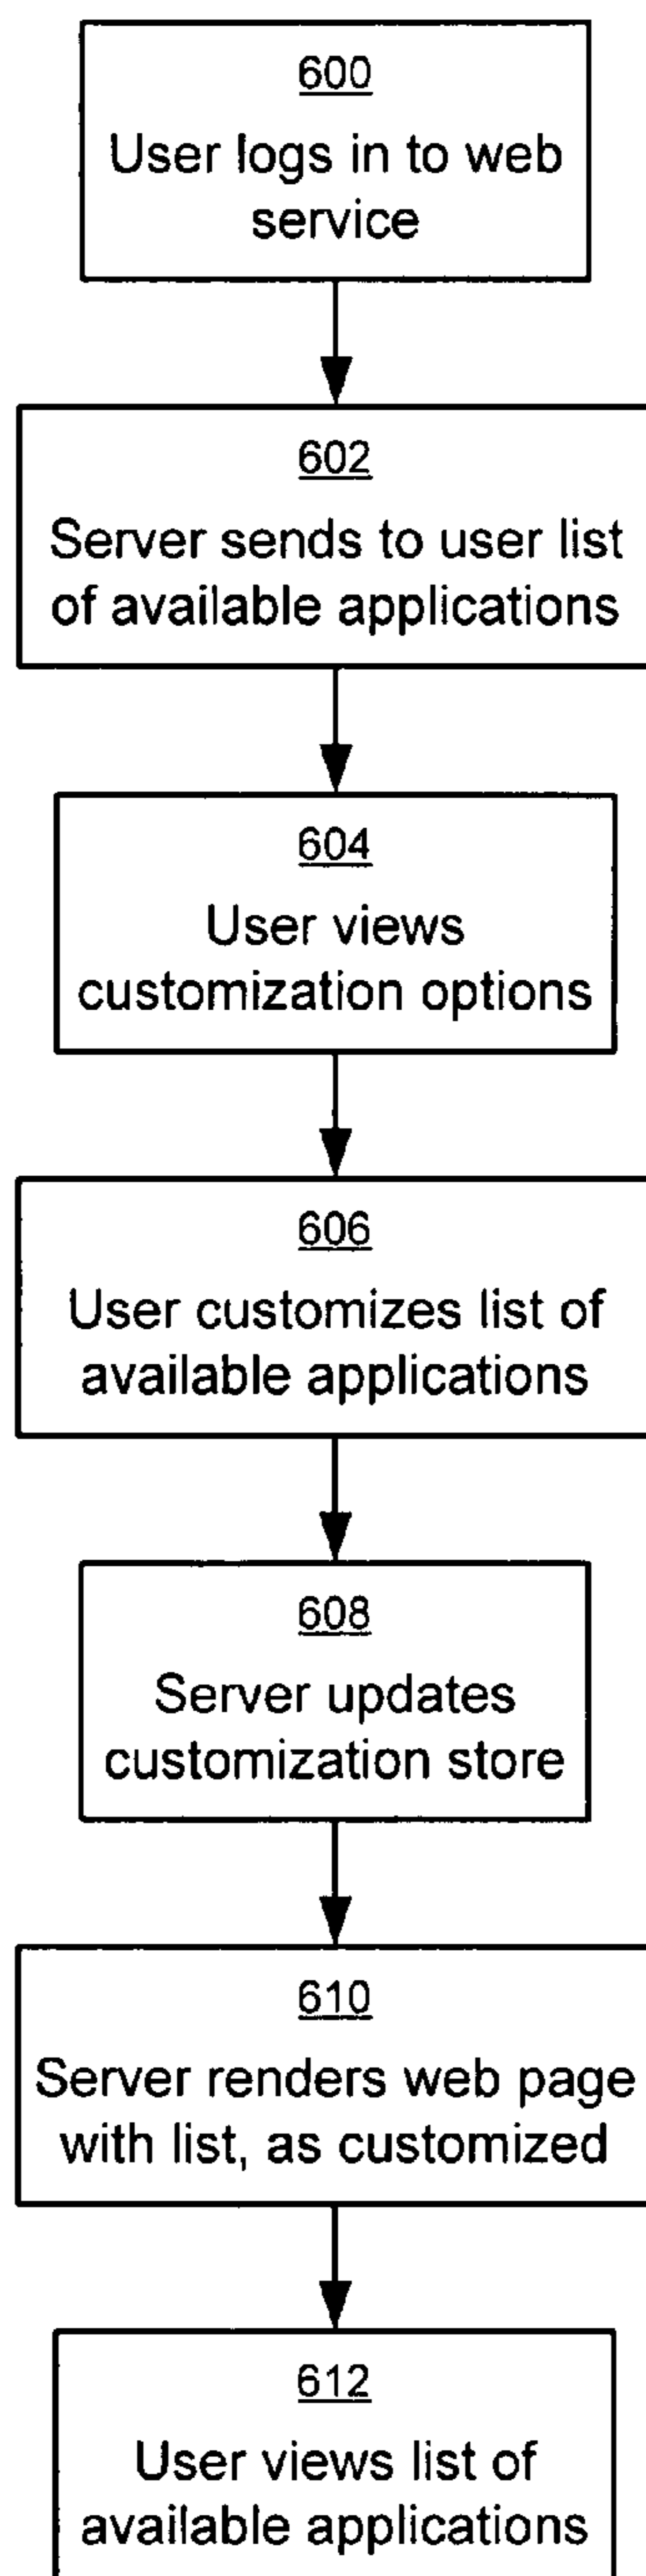 600
User logs in to web
service
602
Server sends to user list
of available applications
604
User views
customization options
606
User customizes list of
available applications
608
Server updates
customization store
610
Server renders web page
with list, as customized
612
User views list of
available applications